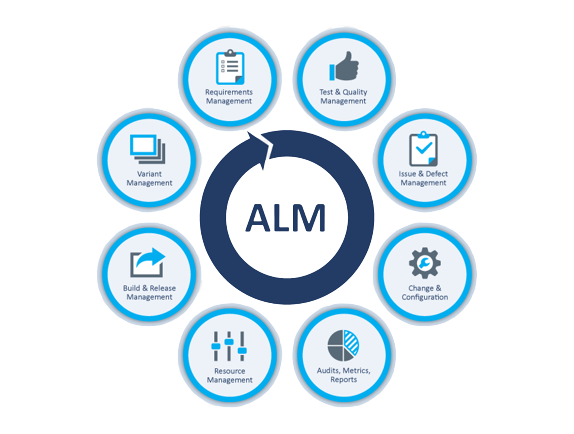 Requirements
Management
Test & Quality
Management
Variant
Management
Issue & Defect
Management
ALM
Build & Release
Management
Change &
Configuration
Resource
Management
Audits, Metrics,
Reports